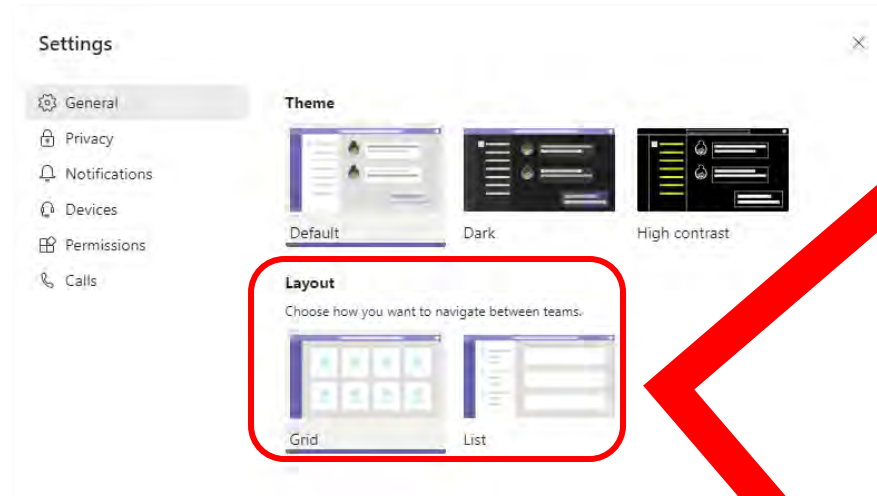 Settings
General
Privacy
Notifications
Devices
Permissions
Calls
Theme
Default
Dark
High contrast
Layout
Choose how you want to navigate between teams.
Grid
List